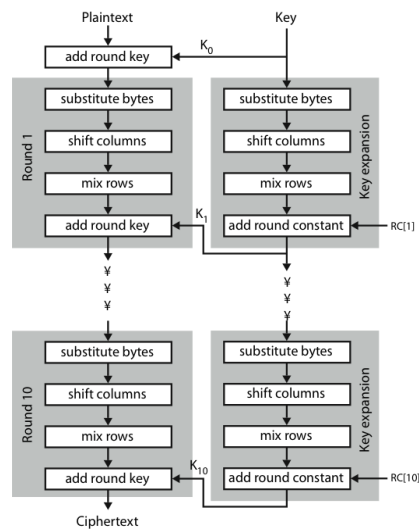 Plaintext
Key
K0
add round key
Round 1
substitute bytes
shift columns
mix rows
add round key
K1
substitute bytes
shift columns
mix rows
add round constant
Key expansion
RC[1]
¥
¥
¥
¥
¥
¥
Round 10
substitute bytes
shift columns
mix rows
add round key
K10
substitute bytes
shift columns
mix rows
add round constant
Key expansion
RC[10]
Ciphertext